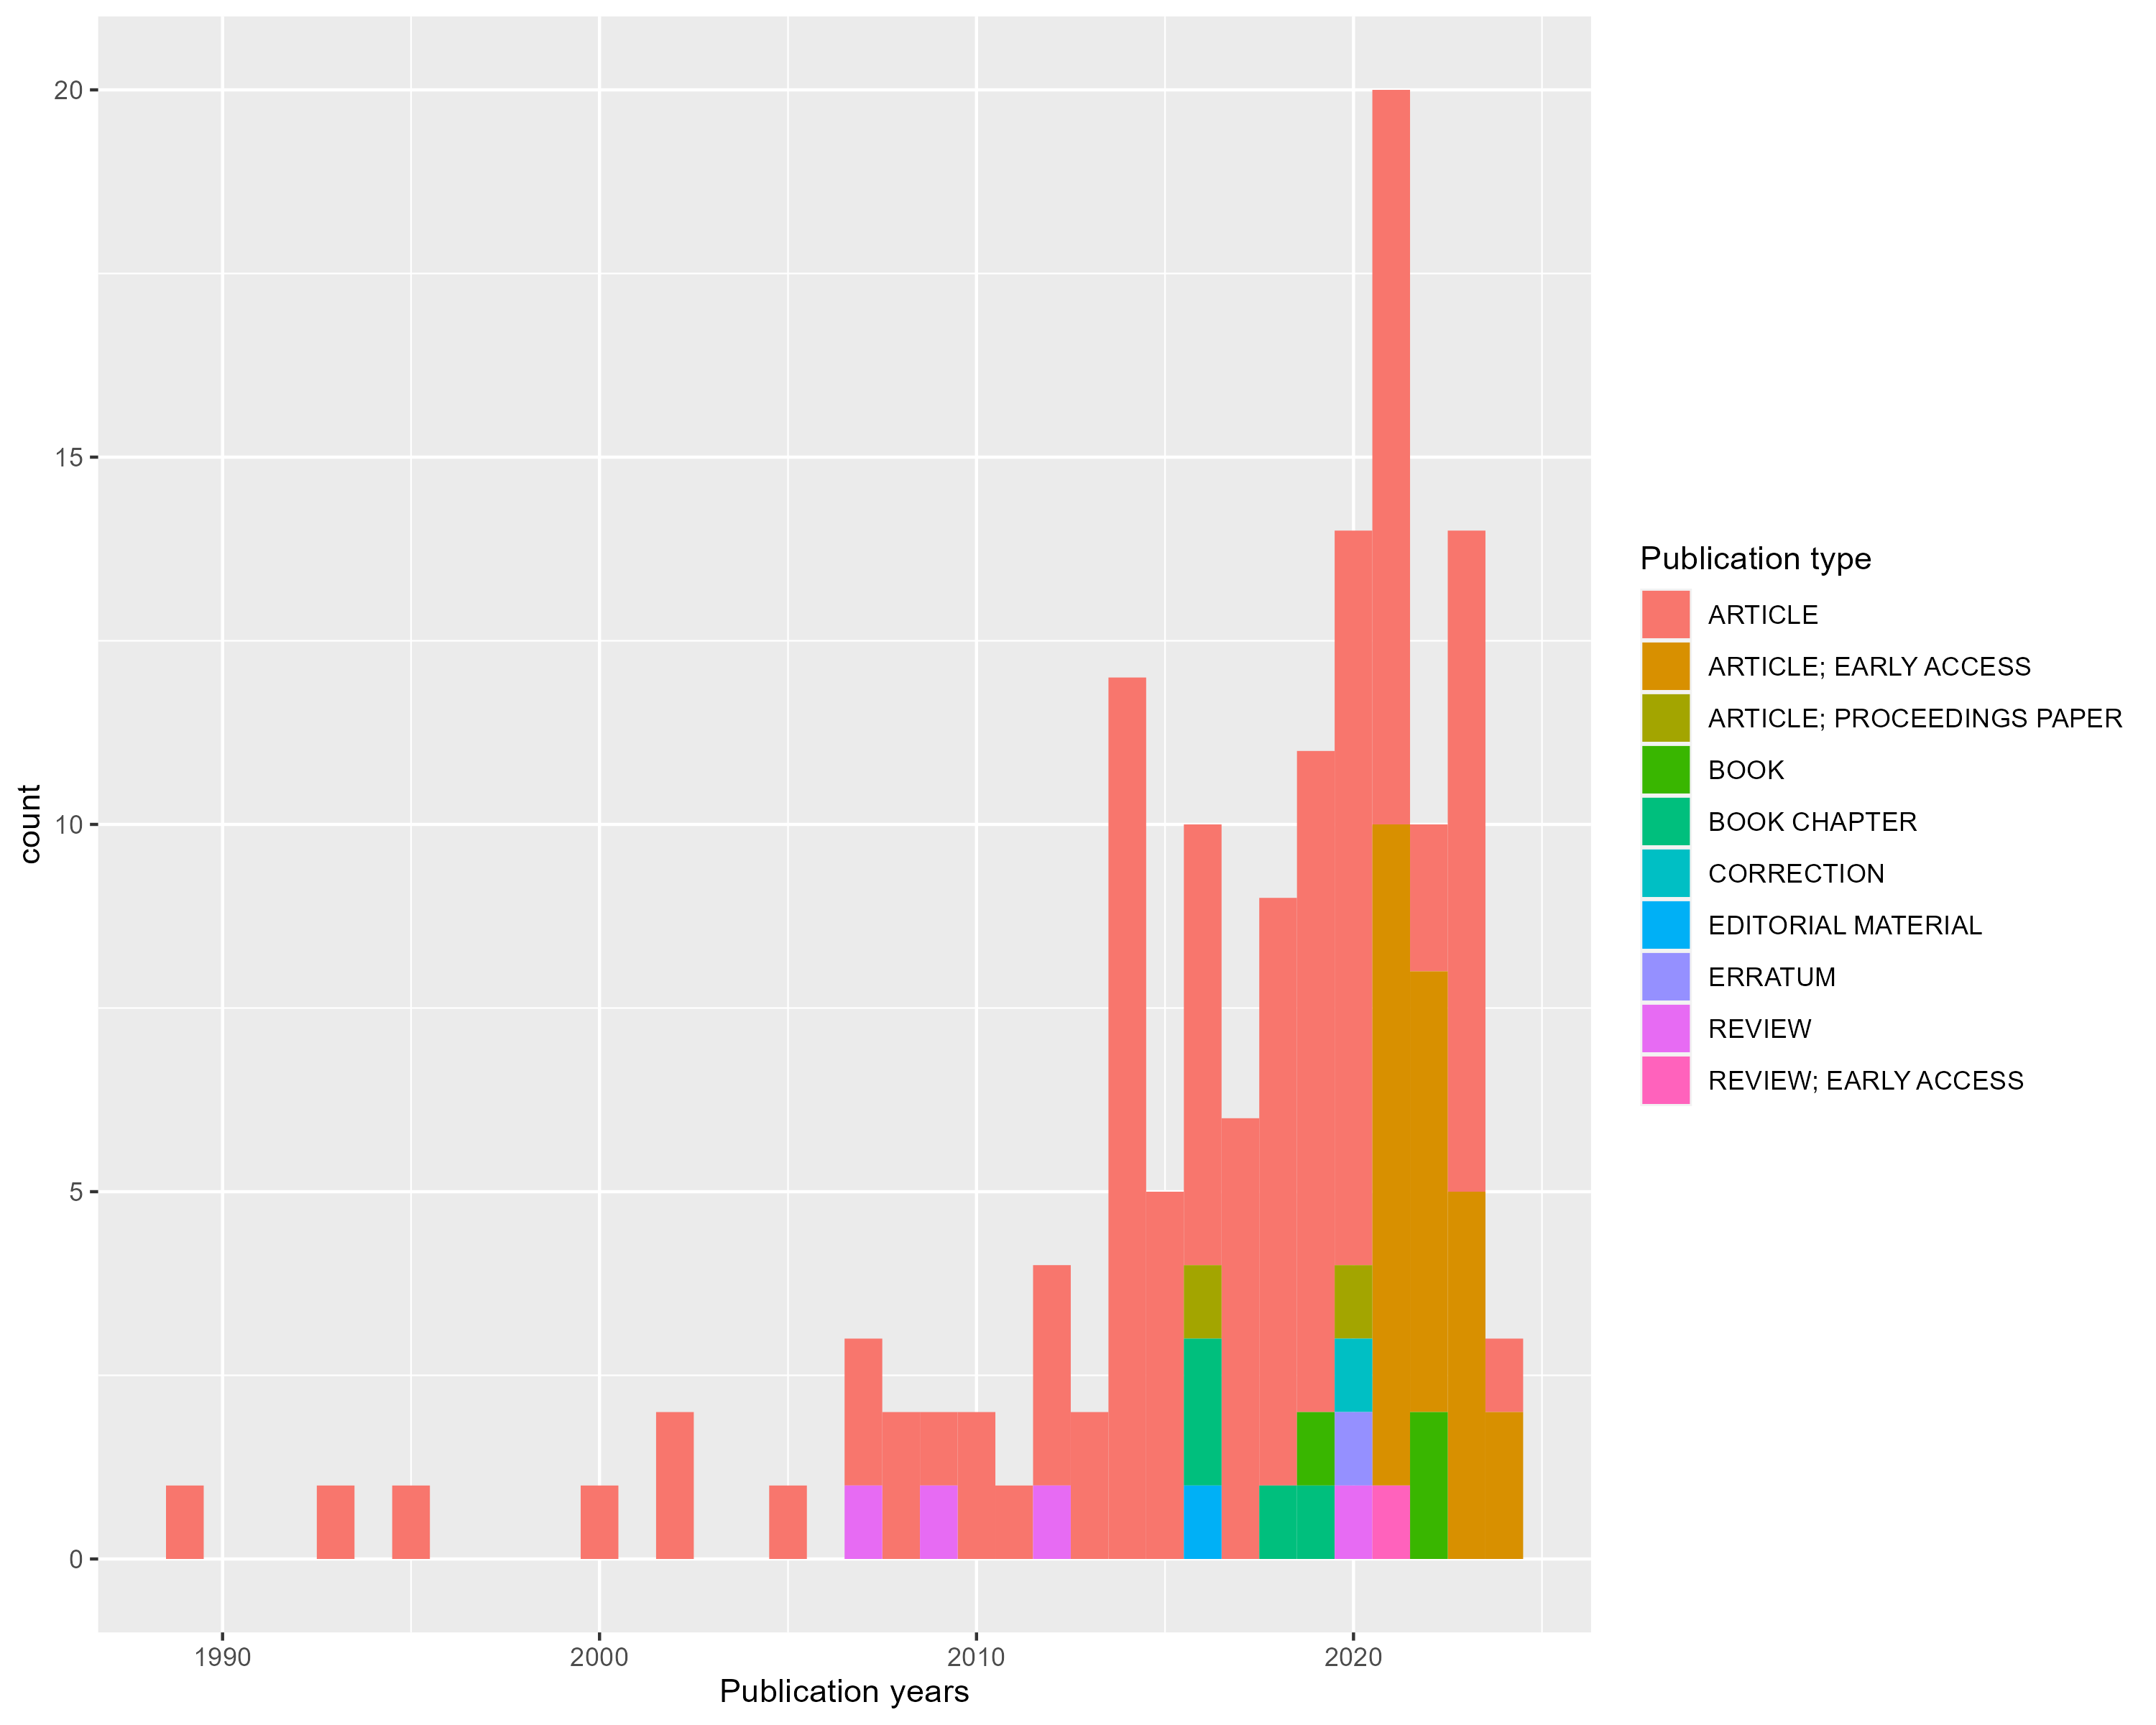 20
15
10
5
0
count
1990
2000
2010
2020
Publication years
Publication type
ARTICLE
ARTICLE; EARLY ACCESS
ARTICLE; PROCEEDINGS PAPER
BOOK
BOOK CHAPTER
CORRECTION
EDITORIAL MATERIAL
ERRATUM
REVIEW
REVIEW; EARLY ACCESS